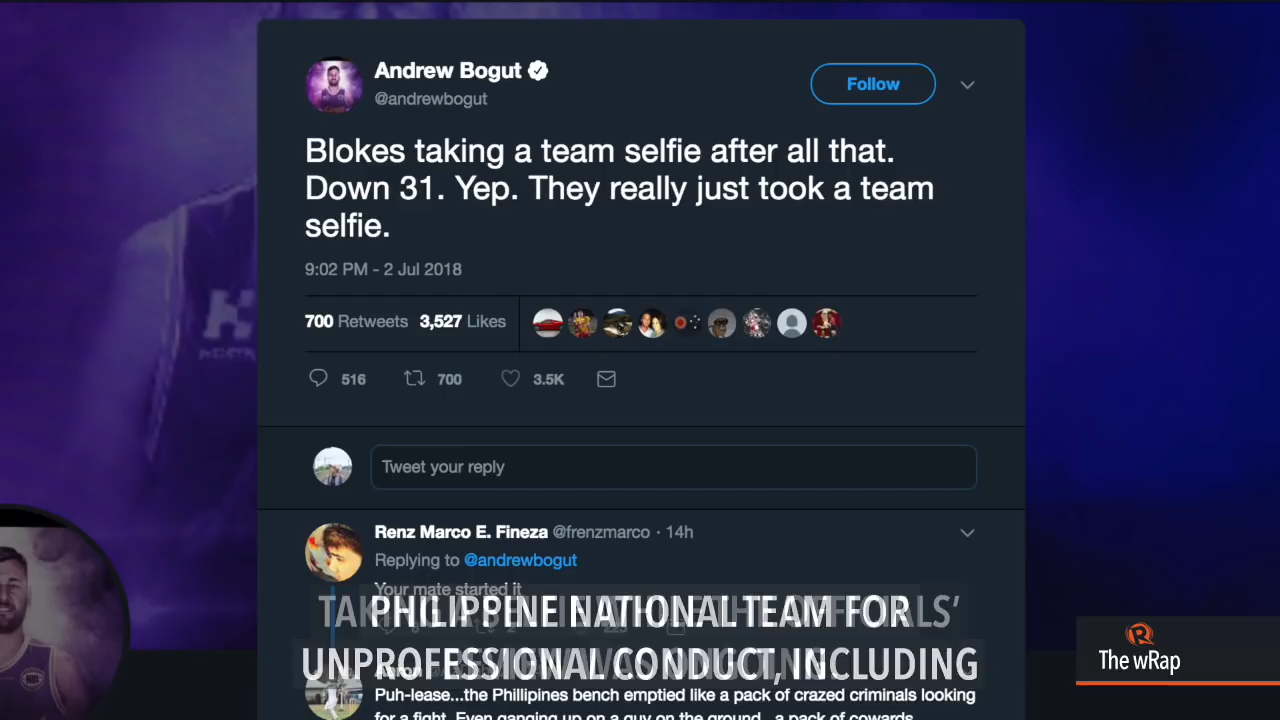 Andrew Bogut
@andrewbogut
Follow
Blokes taking a team selfie after all that.
Down 31. Yep. They really just took a team
selfie.
9:02 PM - 2 Jul 2018
700 Retweets 3,527 Likes
516 700 3.5K
Tweet your reply
Renz Marco E. Fineza @frenzmarco · 14h
Replying to @andrewbogut
Your mate started it
PHILIPPINE NATIONAL TEAM FOR
UNPROFESSIONAL CONDUCT, INCLUDING
The wRap
Puh-lease...the Phillipines bench emptied like a pack of crazed criminals looking
for a fight. Even ganging up on a guy on the ground...a pack of cowards